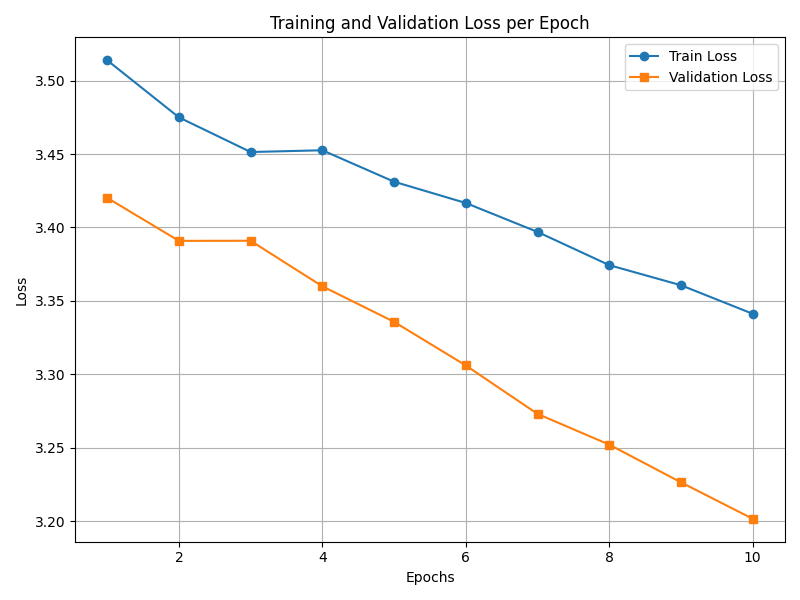 Training and Validation Loss per Epoch
Train Loss
Validation Loss
3.50
3.45
3.40
3.35
3.30
3.25
3.20
Loss
2 4 6 8 10
Epochs